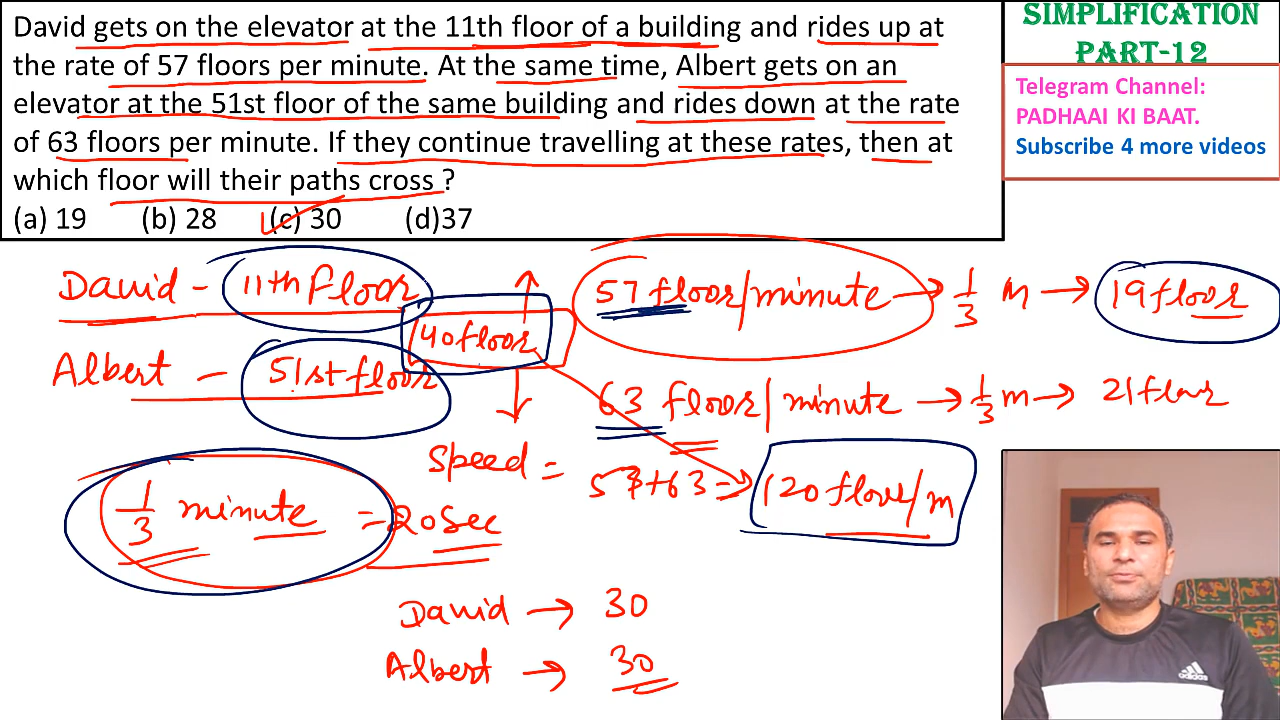 David gets on the elevator at the 11th floor of a building and rides up at
the rate of 57 floors per minute. At the same time, Albert gets on an
elevator at the 51st floor of the same building and rides down at the rate
of 63 floors per minute. If they continue travelling at these rates, then at
which floor will their paths cross ?
(a) 19 (b) 28 (c) 30 (d)37
SIMPLIFICATION
PART-12
Telegram Channel:
PADHAAI KI BAAT.
Subscribe 4 more videos
David - 11th floor
40 floor
57 floor/minute → 1/3 m → 19 floor
Albert - 51st floor
63 floor/minute → 1/3 m → 21 floor
Speed = 57+63 => 120 floor/m
1/3 minute = 20 sec
David → 30
Albert → 30
adidas